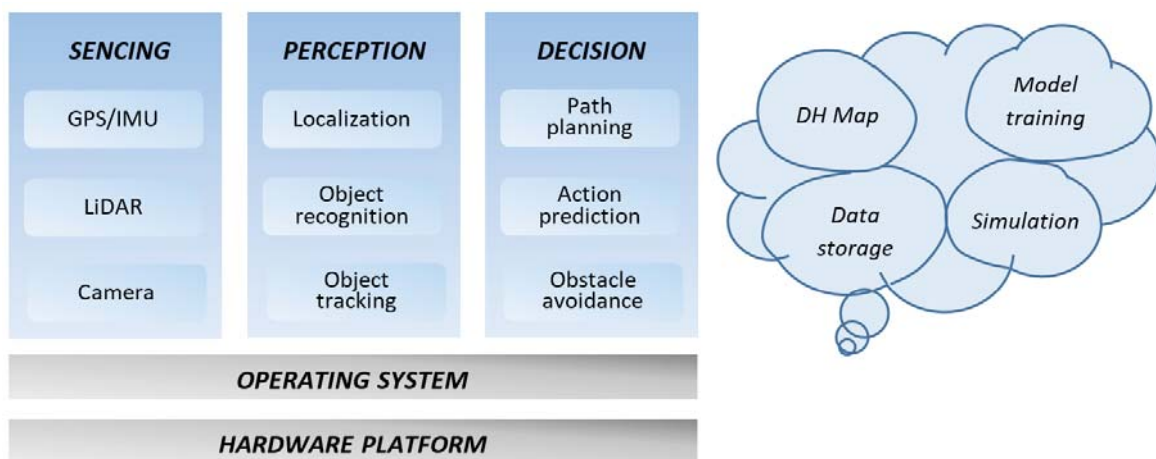 SENCING
GPS/IMU
LiDAR
Camera
PERCEPTION
Localization
Object
recognition
Object
tracking
DECISION
Path
planning
Action
prediction
Obstacle
avoidance
OPERATING SYSTEM
HARDWARE PLATFORM
DH Map
Model
training
Data
storage
Simulation